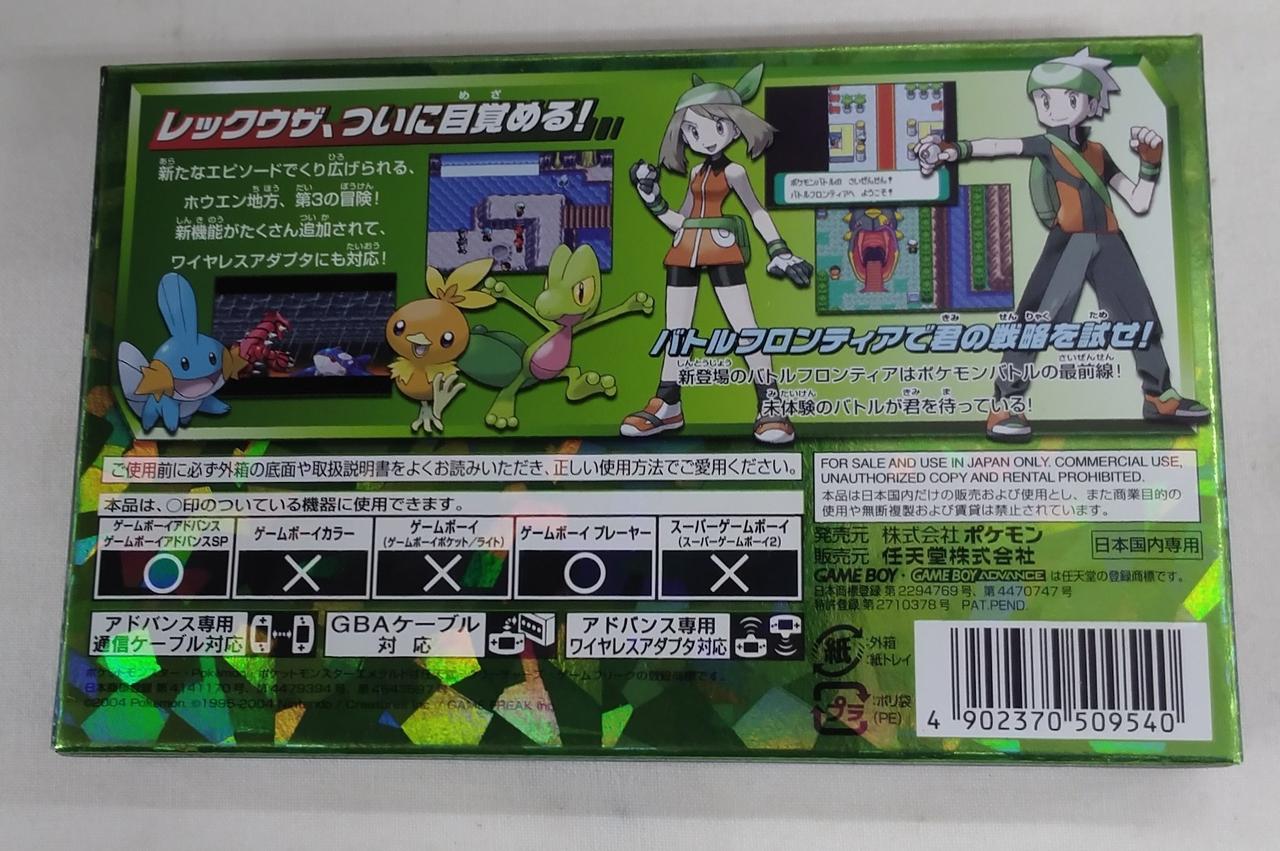 レックウザ、ついに目覚める!
新たなエピソードでくり広げられる、
ホウエン地方、第3の冒険!
新機能がたくさん追加されて、
ワイヤレスアダプタにも対応!
ポケモンバトルの さいぜんせん!
バトルフロンティアへ ようこそ!
バトルフロンティアで君の戦略を試せ!
新登場のバトルフロンティアはポケモンバトルの最前線!
未体験のバトルが君を待っている!
ご使用前に必ず外箱の底面や取扱説明書をよくお読みいただき、正しい使用方法でご愛用ください。
本品は、○印のついている機器に使用できます。
ゲームボーイアドバンス
ゲームボーイアドバンスSP
○
ゲームボーイカラー
×
ゲームボーイ
(ゲームボーイポケット/ライト)
×
ゲームボーイ プレーヤー
○
スーパーゲームボーイ
(スーパーゲームボーイ2)
×
アドバンス専用
通信ケーブル対応
GBAケーブル
対応
アドバンス専用
ワイヤレスアダプタ対応
©2004 Pokémon. ©1995-2004 Nintendo / Creatures Inc. / GAME FREAK inc.
FOR SALE AND USE IN JAPAN ONLY. COMMERCIAL USE,
UNAUTHORIZED COPY AND RENTAL PROHIBITED.
本品は日本国内だけの販売および使用とし、また商業目的の
使用や無断複製および賃貸は禁止されています。
発売元 株式会社 ポケモン
販売元 任天堂株式会社
日本国内専用
GAME BOY・GAME BOY ADVANCE は任天堂の登録商標です。
日本商標登録 第2294769号、第4470747号
特許登録 第2710378号 PAT.PEND.
紙
:外箱
:紙トレイ
プラ
:ポリ袋
(PE)
4 902370 509540